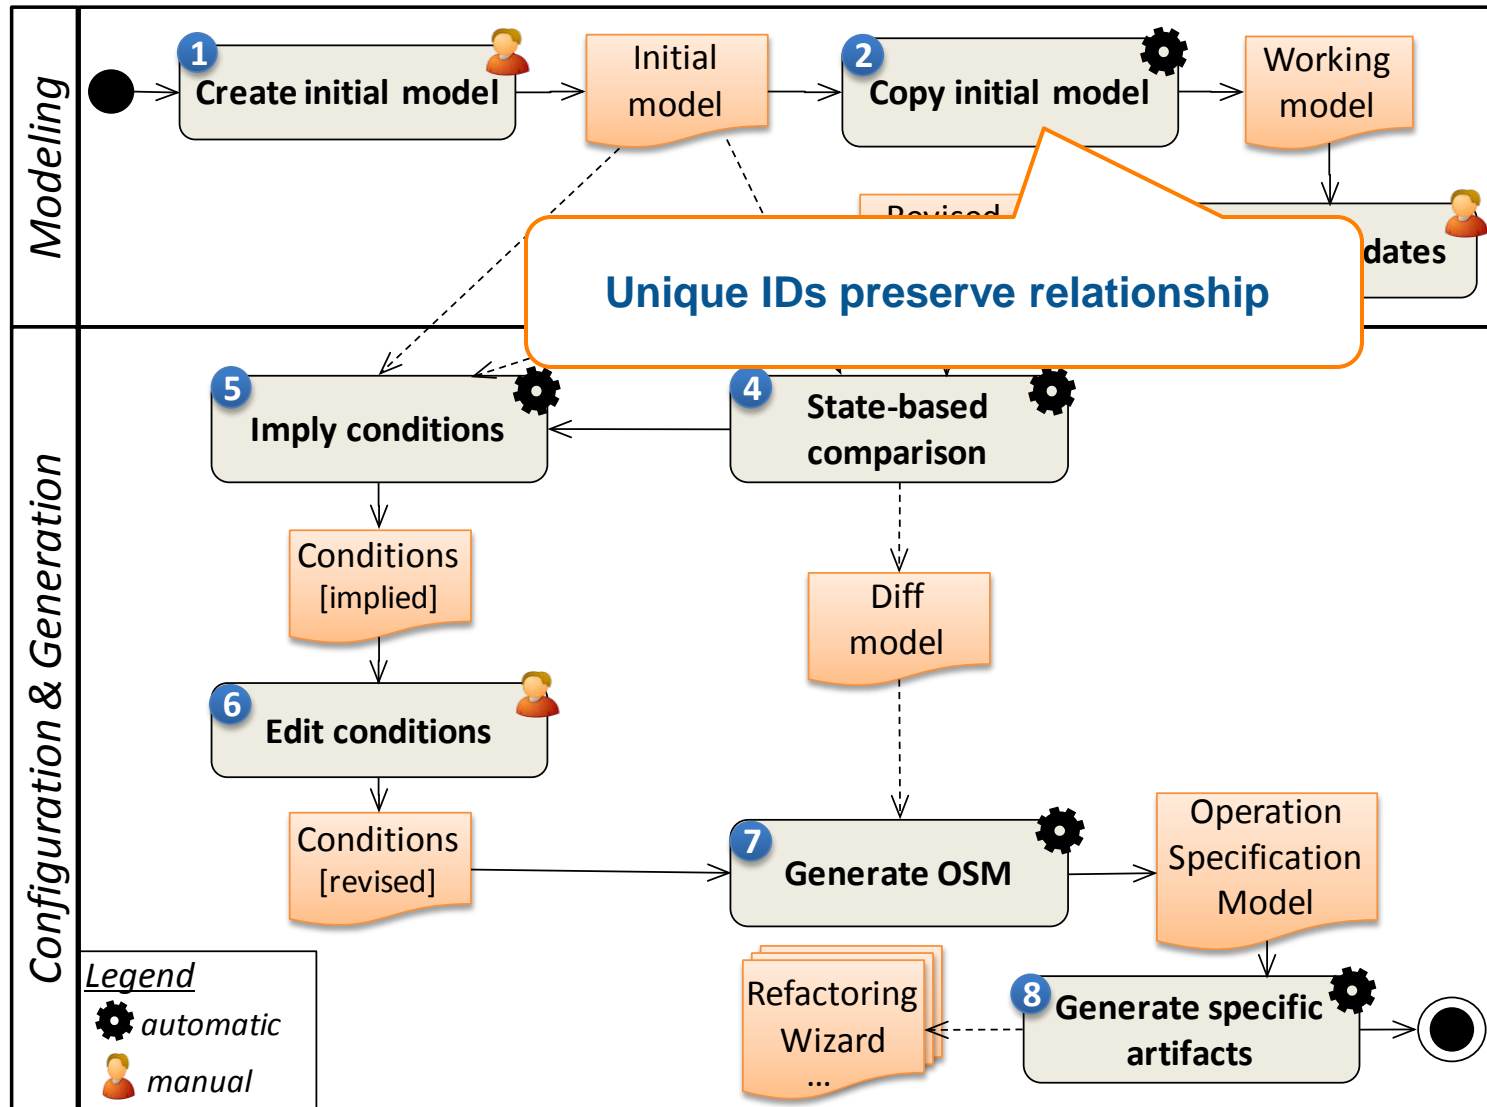 Modeling
1
Create initial model
Initial
model
2
Copy initial model
Working
model
Revised
dates
Unique IDs preserve relationship
Configuration & Generation
5
Imply conditions
4
State-based
comparison
Conditions
[implied]
Diff
model
6
Edit conditions
Conditions
[revised]
7
Generate OSM
Operation
Specification
Model
Refactoring
Wizard
...
8
Generate specific
artifacts
Legend
automatic
manual